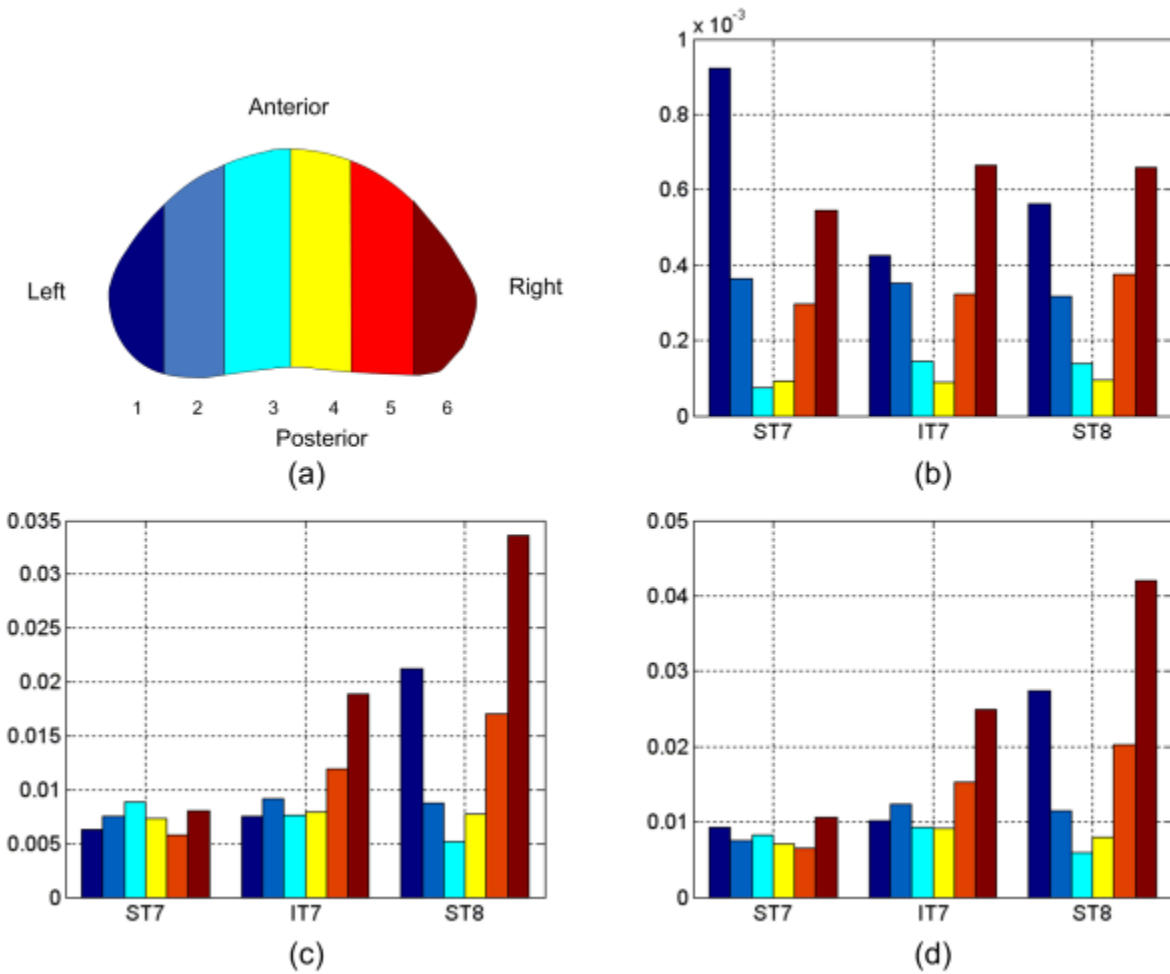 Anterior
Left
Right
1 2 3 4 5 6
Posterior
(a)
x 10-3
1
0.8
0.6
0.4
0.2
0
ST7 IT7 ST8
(b)
0.035
0.03
0.025
0.02
0.015
0.01
0.005
0
ST7 IT7 ST8
(c)
0.05
0.04
0.03
0.02
0.01
0
ST7 IT7 ST8
(d)